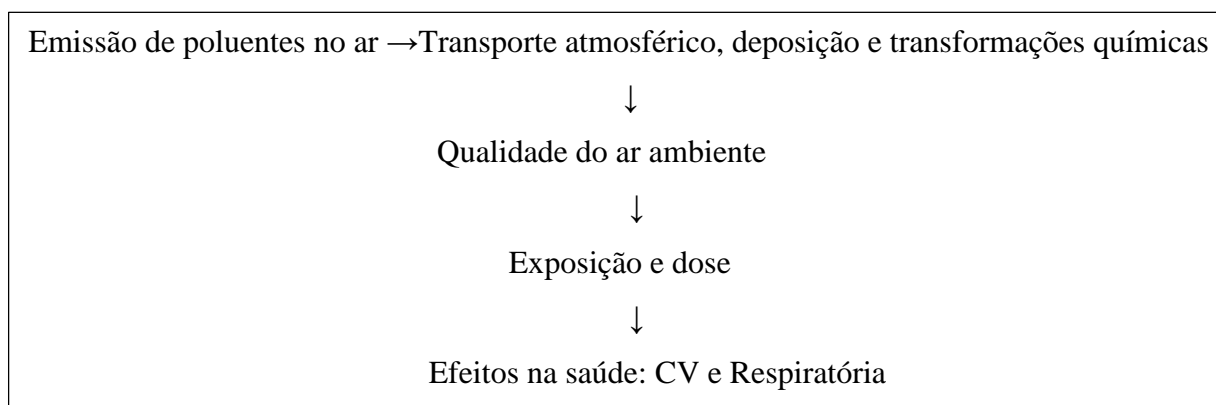 Emissão de poluentes no ar →Transporte atmosférico, deposição e transformações químicas
↓
Qualidade do ar ambiente
↓
Exposição e dose
↓
Efeitos na saúde: CV e Respiratória